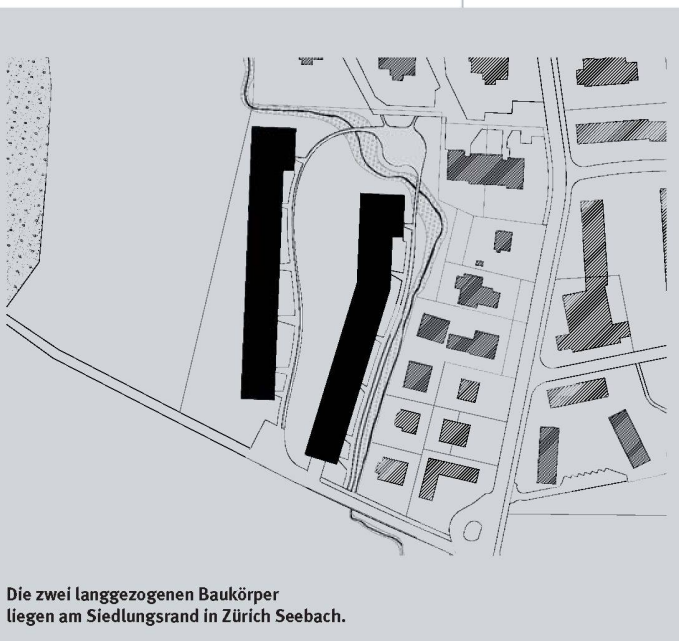 Die zwei langgezogenen Baukörper
liegen am Siedlungsrand in Zürich Seebach.